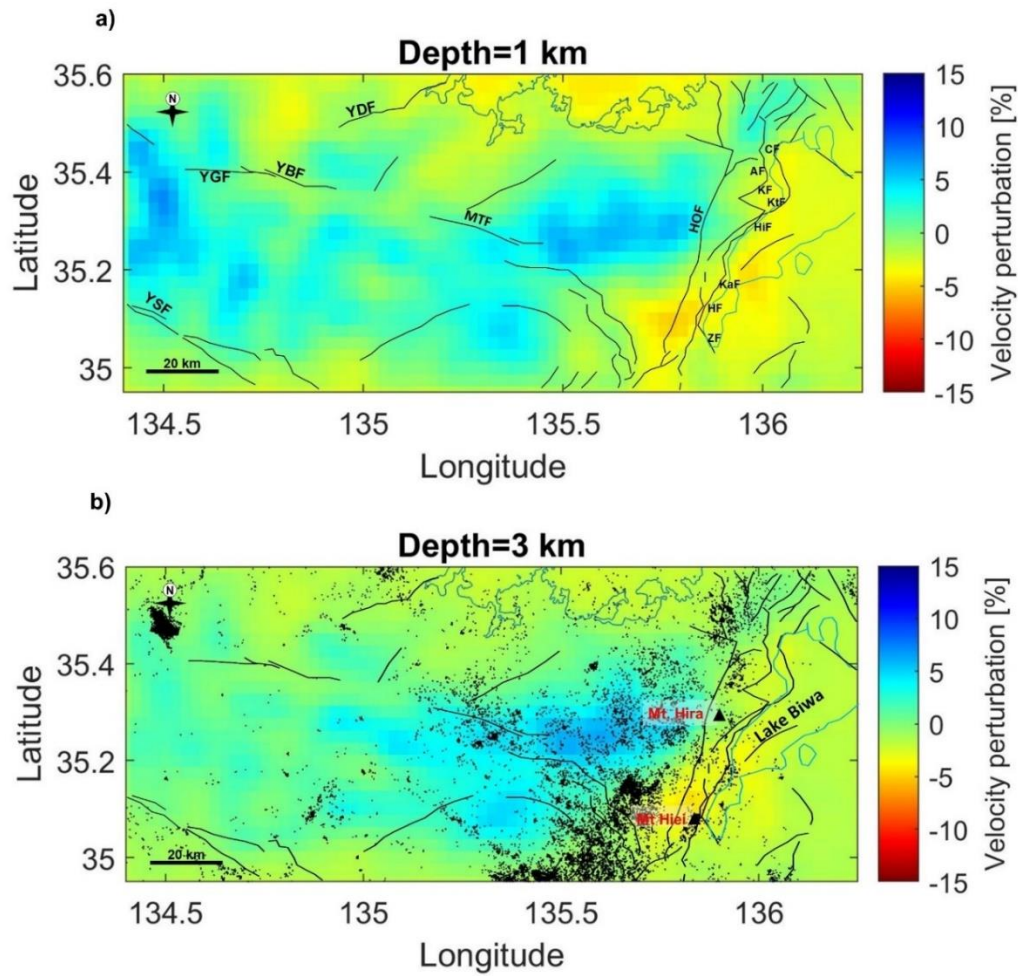 a)
Depth=1 km
35.6
35.4
35.2
35
Latitude
N
YDF
YGF
YBF
MTF
YSF
HOF
CF
AF
KF
KtF
HiF
KaF
HF
ZF
20 km
134.5 135 135.5 136
Longitude
15
10
5
0
-5
-10
-15
Velocity perturbation [%]
b)
Depth=3 km
35.6
35.4
35.2
35
Latitude
N
Mt. Hira
Lake Biwa
Mt Hiei
20 km
134.5 135 135.5 136
Longitude
15
10
5
0
-5
-10
-15
Velocity perturbation [%]